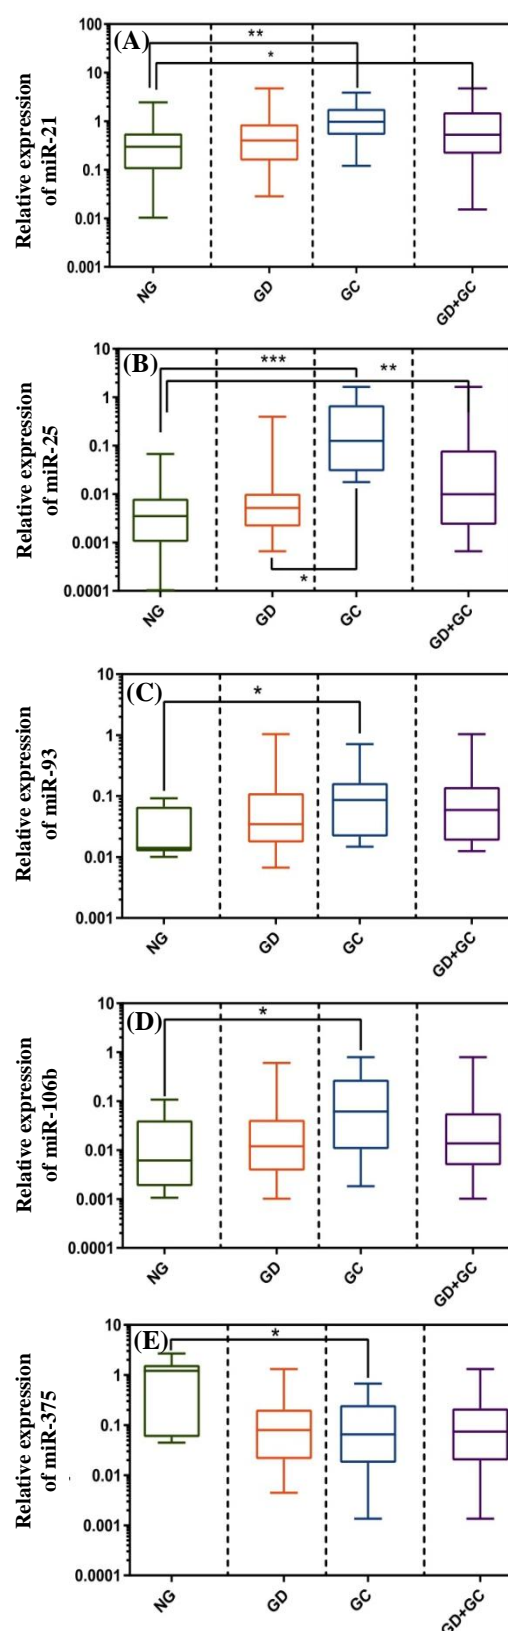 (A)
Relative expression
of miR-21
100
10
1
0.1
0.01
0.001
**
*
NG
GD
GC
GD+GC
(B)
Relative expression
of miR-25
10
1
0.1
0.01
0.001
0.0001
***
**
*
NG
GD
GC
GD+GC
(C)
Relative expression
of miR-93
10
1
0.1
0.01
0.001
*
NG
GD
GC
GD+GC
(D)
Relative expression
of miR-106b
10
1
0.1
0.01
0.001
0.0001
*
NG
GD
GC
GD+GC
(E)
Relative expression
of miR-375
10
1
0.1
0.01
0.001
0.0001
*
NG
GD
GC
GD+GC